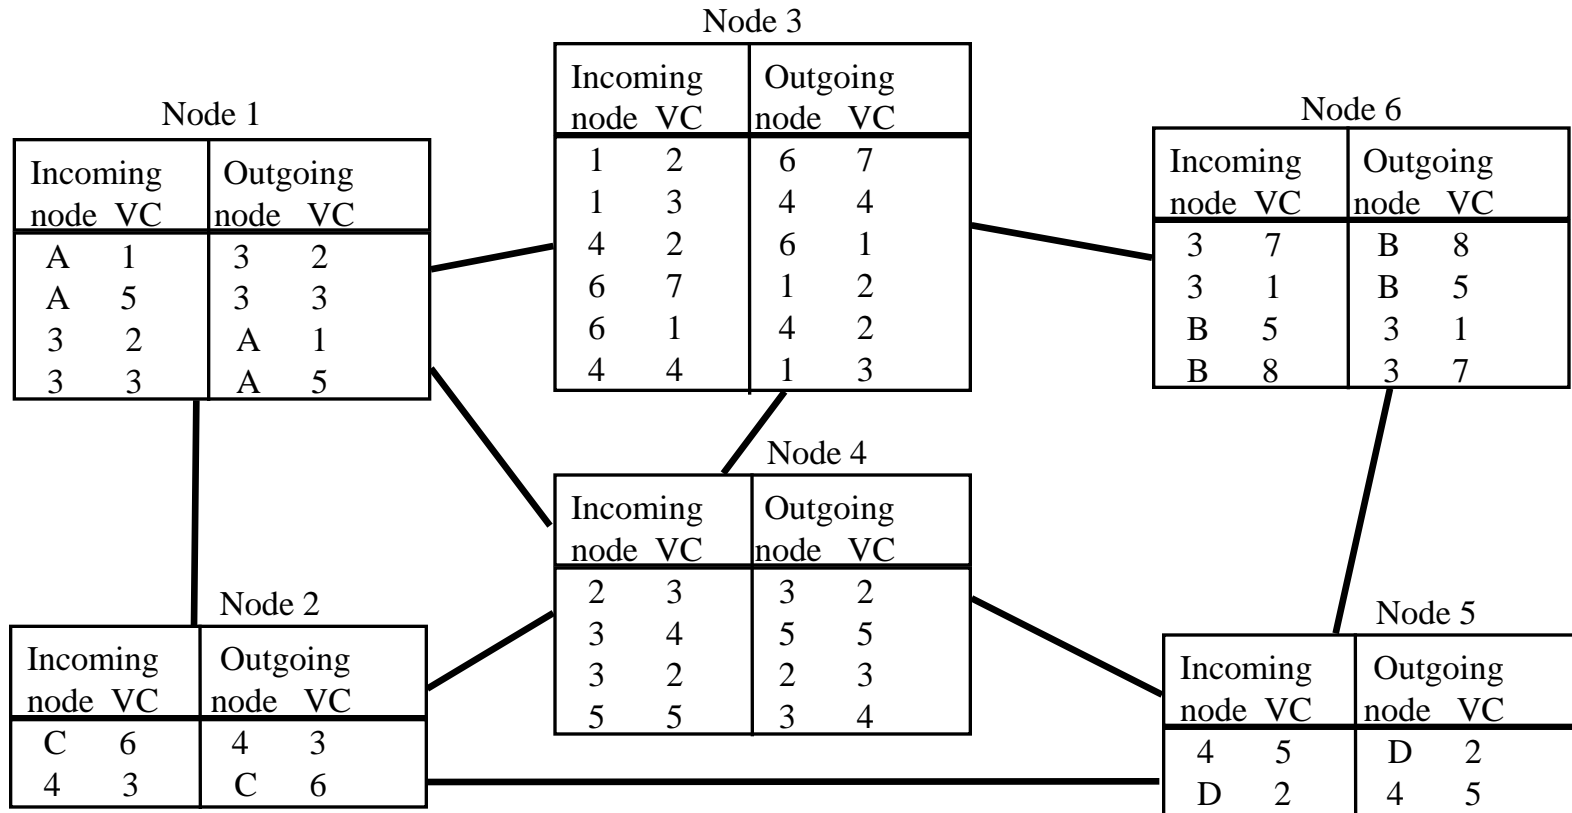 Node 3
Incoming Outgoing
node VC node VC
1 2 6 7
1 3 4 4
4 2 6 1
6 7 1 2
6 1 4 2
4 4 1 3
Node 1
Incoming Outgoing
node VC node VC
A 1 3 2
A 5 3 3
3 2 A 1
3 3 A 5
Node 6
Incoming Outgoing
node VC node VC
3 7 B 8
3 1 B 5
B 5 3 1
B 8 3 7
Node 4
Incoming Outgoing
node VC node VC
2 3 3 2
3 4 5 5
3 2 2 3
5 5 3 4
Node 2
Incoming Outgoing
node VC node VC
C 6 4 3
4 3 C 6
Node 5
Incoming Outgoing
node VC node VC
4 5 D 2
D 2 4 5